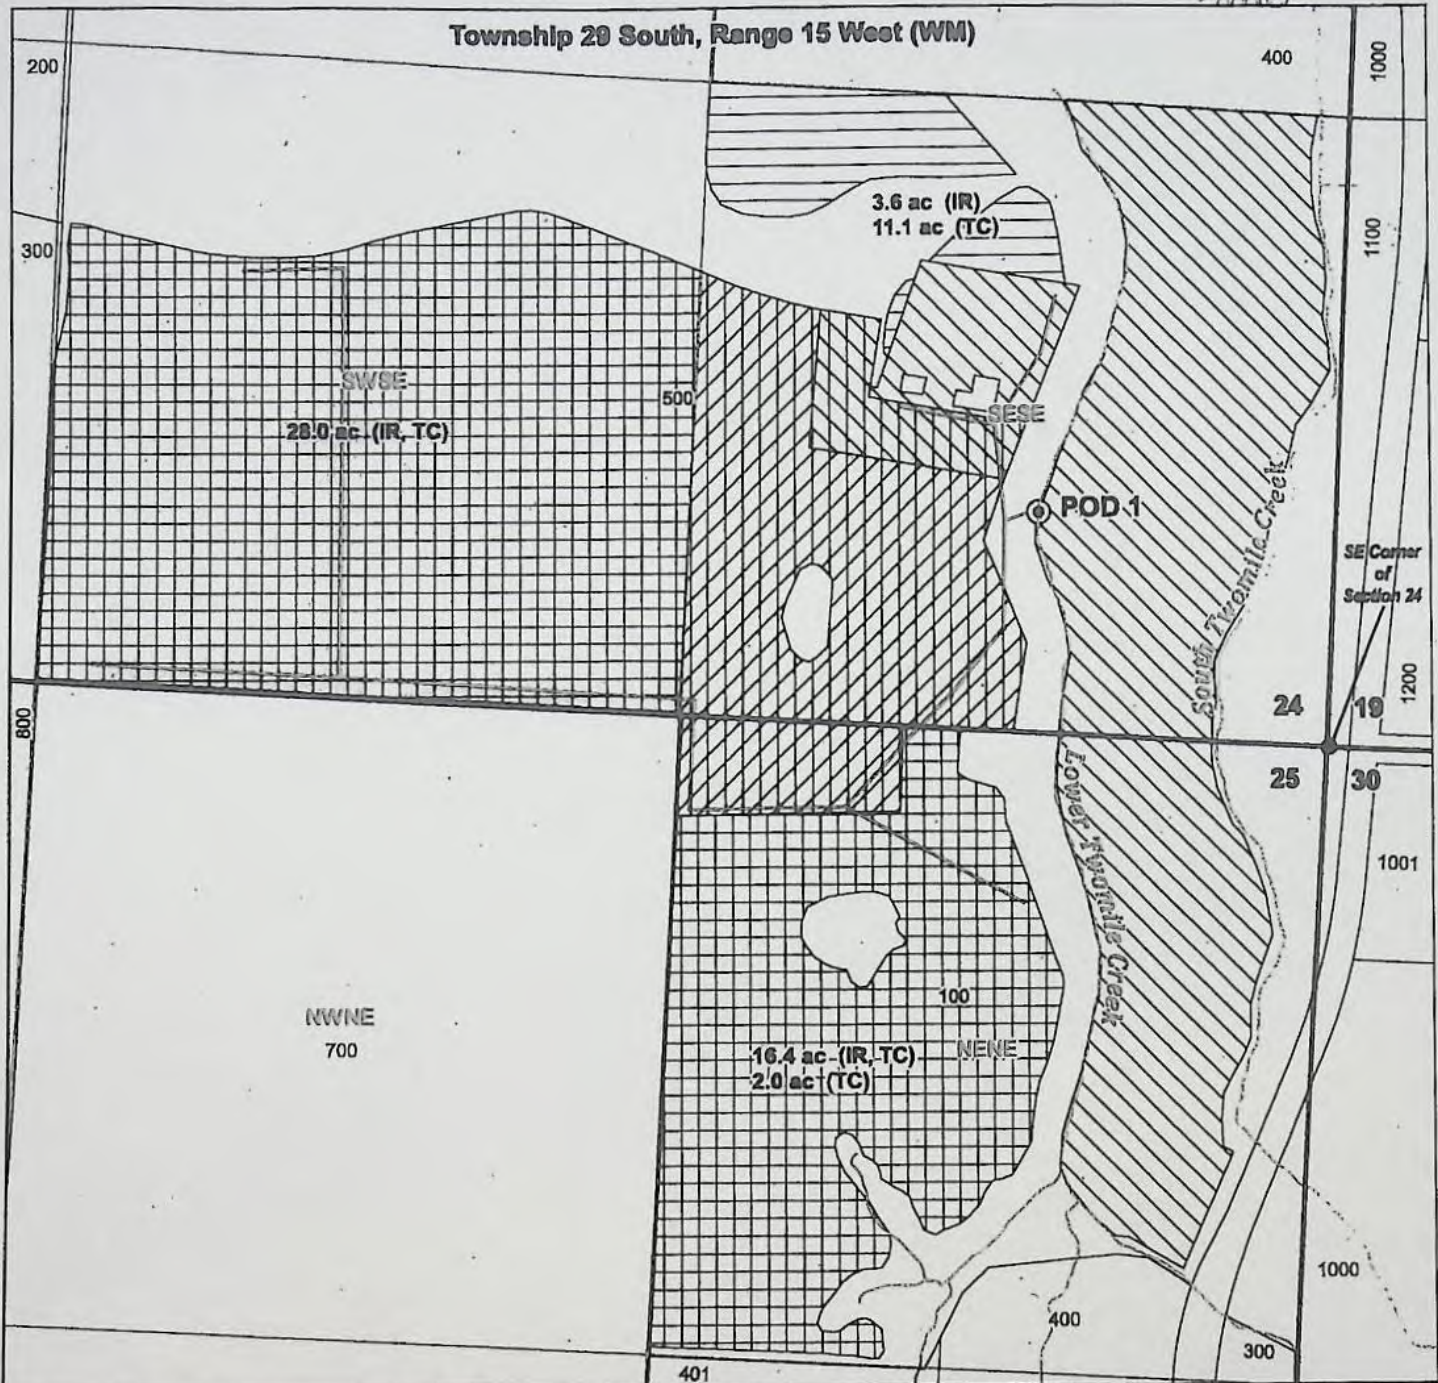 Township 29 South, Range 15 West (WM)
200
400
1000
3.6 ac (IR)
11.1 ac (TC)
300
1100
SWSE
500
28.0 ac (IR, TC)
SESE
POD 1
South Twomile Creek
SE Corner
of
Section 24
24
19
1200
800
25
30
Lower Twomile Creek
1001
100
NWNE
700
16.4 ac (IR, TC)
2.0 ac (TC)
NENE
1000
400
300
401